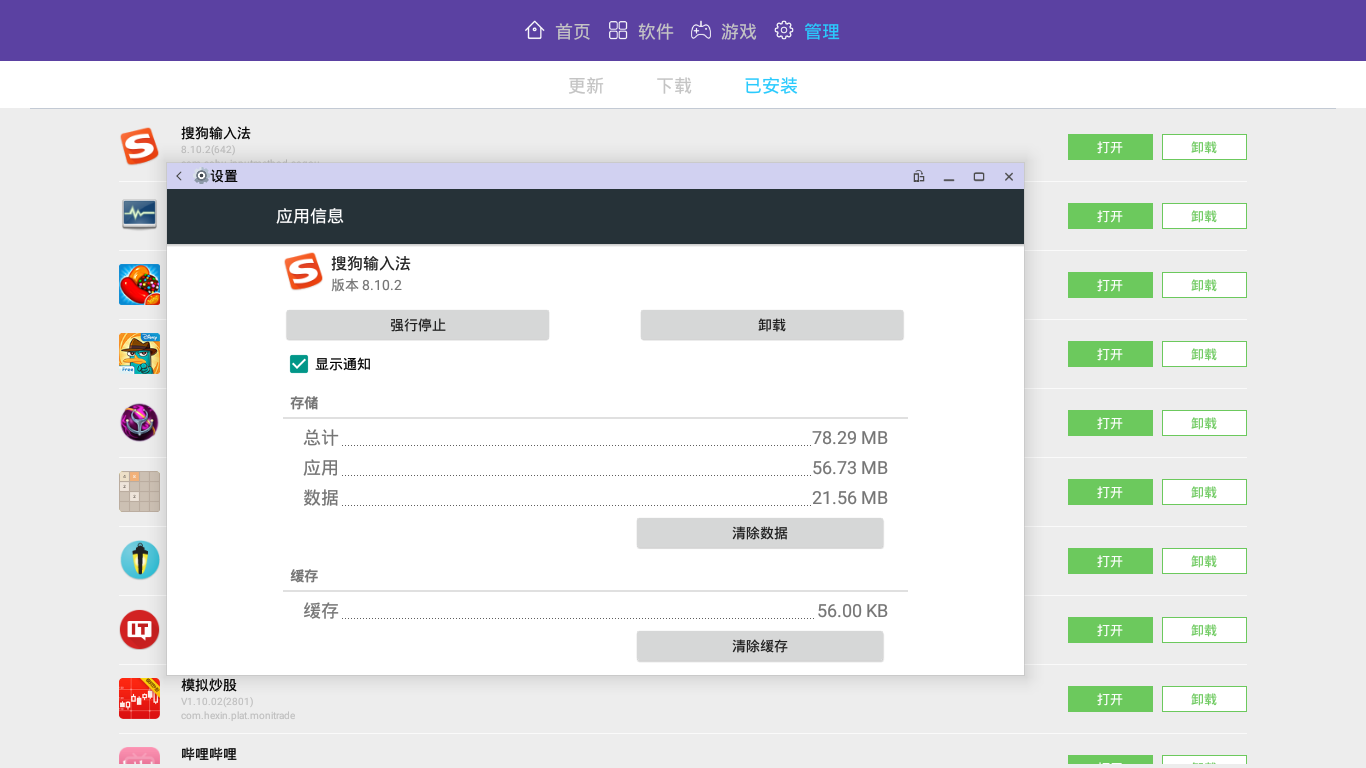 首页 软件 游戏 管理
更新 下载 已安装
搜狗输入法
8.10.2(642)
打开 卸载
设置
应用信息
打开 卸载
搜狗输入法
版本 8.10.2
打开 卸载
强行停止 卸载
打开 卸载
显示通知
存储
打开 卸载
总计 78.29 MB
应用 56.73 MB
数据 21.56 MB
打开 卸载
清除数据
打开 卸载
缓存
缓存 56.00 KB
打开 卸载
清除缓存
模拟炒股
V1.10.02(2801)
com.hexin.plat.monitrade
打开 卸载
哔哩哔哩